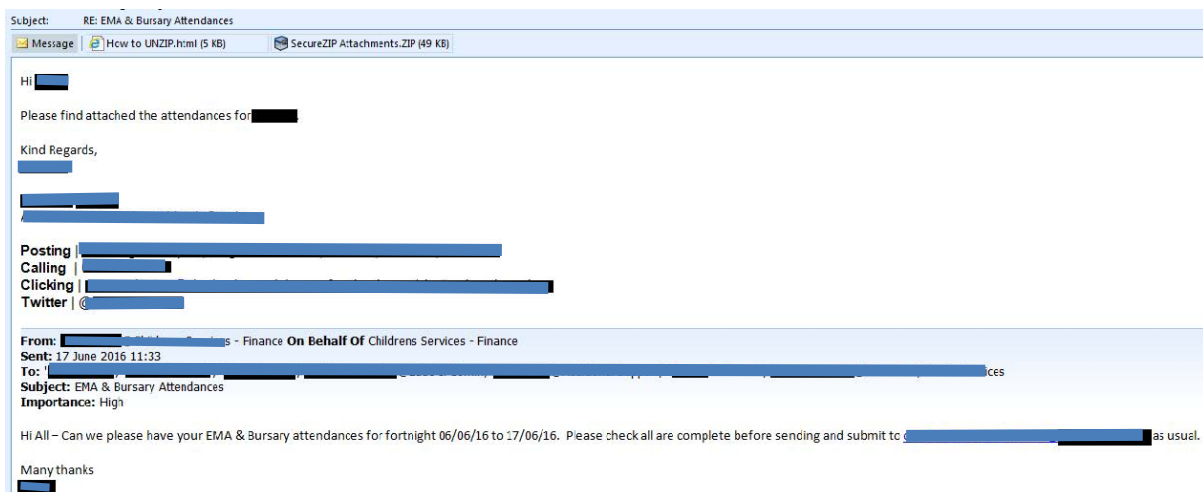 Subject: RE: EMA & Bursary Attendances
Message How to UNZIP.html (5 KB) SecureZIP Attachments.ZIP (49 KB)
Hi
Please find attached the attendances for
Kind Regards,
Posting |
Calling |
Clicking |
Twitter | @
From: - Finance On Behalf Of Childrens Services - Finance
Sent: 17 June 2016 11:33
To: '
Subject: EMA & Bursary Attendances
Importance: High
Hi All – Can we please have your EMA & Bursary attendances for fortnight 06/06/16 to 17/06/16. Please check all are complete before sending and submit to as usual.
Many thanks